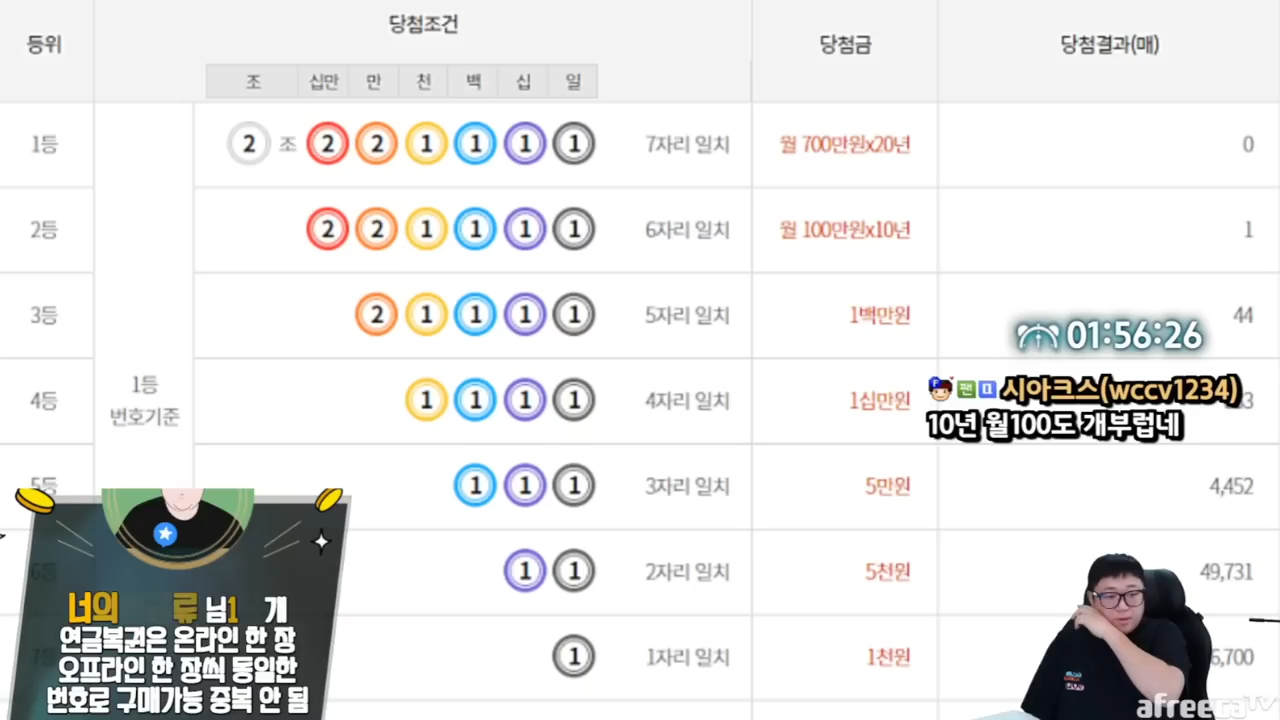 등위
당첨조건
당첨금
당첨결과(매)
조 십만 만 천 백 십 일
1등
2 조 2 2 1 1 1 1
7자리 일치
월 700만원x20년
0
2등
2 2 1 1 1 1
6자리 일치
월 100만원x10년
1
3등
2 1 1 1 1
5자리 일치
1백만원
44
01:56:26
4등
1등
번호기준
1 1 1 1
4자리 일치
1십만원
팬
시아크스(wccv1234)
10년 월100도 개부럽네
5등
1 1 1
3자리 일치
5만원
4,452
6등
1 1
2자리 일치
5천원
49,731
7등
1
1자리 일치
1천원
6,700
너의 류님1 개
연금복권은 온라인 한 장
오프라인 한 장씩 동일한
번호로 구매가능 중복 안 됨
afreecaTV